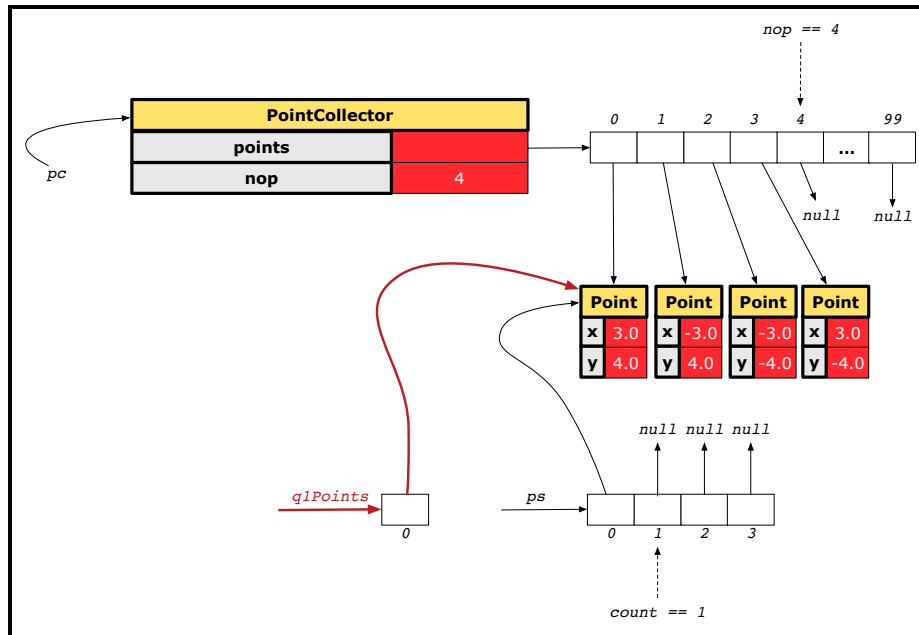 nop == 4
PointCollector
0 1 2 3 4 99
points
...
pc
nop 4
null null
Point Point Point Point
x 3.0 x -3.0 x -3.0 x 3.0
y 4.0 y 4.0 y -4.0 y -4.0
null null null
q1Points ps
0 0 1 2 3
count == 1